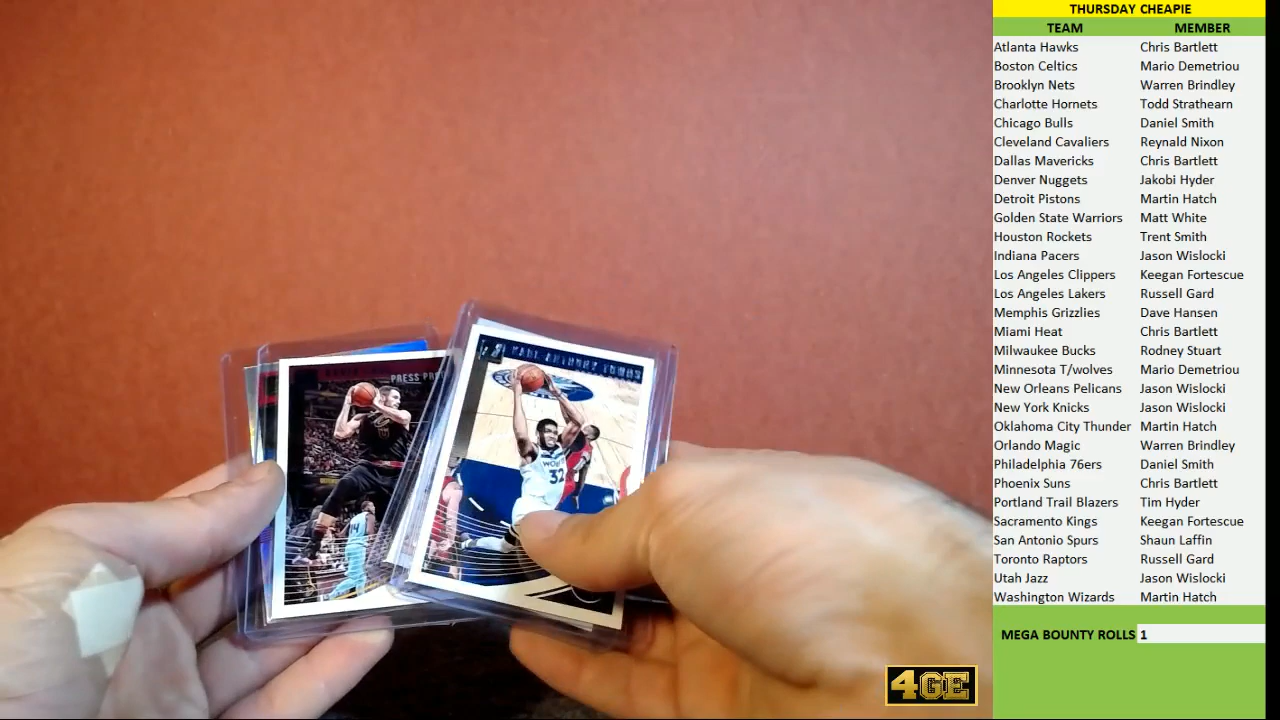 THURSDAY CHEAPIE
TEAM MEMBER
Atlanta Hawks Chris Bartlett
Boston Celtics Mario Demetriou
Brooklyn Nets Warren Brindley
Charlotte Hornets Todd Strathearn
Chicago Bulls Daniel Smith
Cleveland Cavaliers Reynald Nixon
Dallas Mavericks Chris Bartlett
Denver Nuggets Jakobi Hyder
Detroit Pistons Martin Hatch
Golden State Warriors Matt White
Houston Rockets Trent Smith
Indiana Pacers Jason Wislocki
Los Angeles Clippers Keegan Fortescue
Los Angeles Lakers Russell Gard
Memphis Grizzlies Dave Hansen
Miami Heat Chris Bartlett
Milwaukee Bucks Rodney Stuart
Minnesota T/wolves Mario Demetriou
New Orleans Pelicans Jason Wislocki
New York Knicks Jason Wislocki
Oklahoma City Thunder Martin Hatch
Orlando Magic Warren Brindley
Philadelphia 76ers Daniel Smith
Phoenix Suns Chris Bartlett
Portland Trail Blazers Tim Hyder
Sacramento Kings Keegan Fortescue
San Antonio Spurs Shaun Laffin
Toronto Raptors Russell Gard
Utah Jazz Jason Wislocki
Washington Wizards Martin Hatch
MEGA BOUNTY ROLLS 1
KARL-ANTHONY TOWNS
PRESS
32
4GE